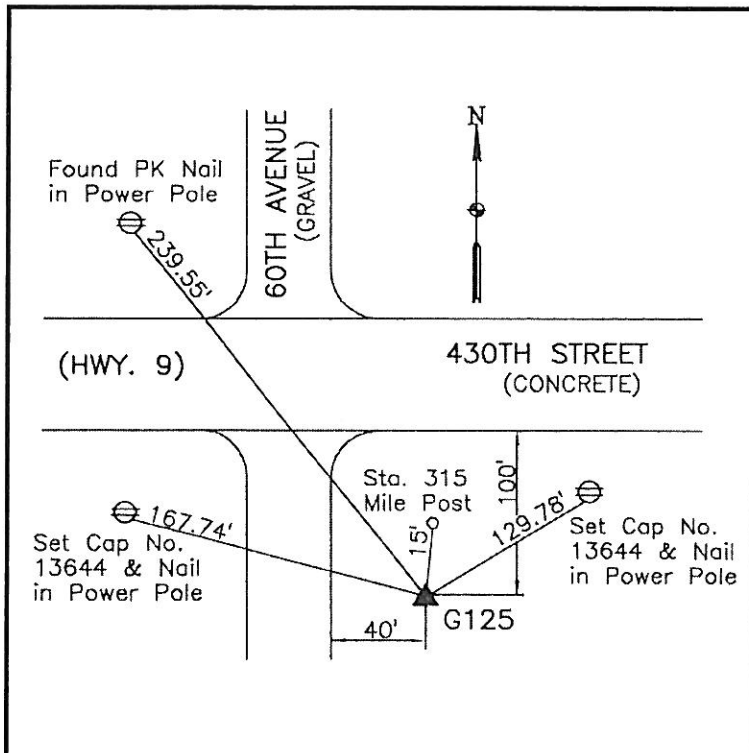 N
Found PK Nail
in Power Pole
239.55'
60TH AVENUE
(GRAVEL)
(HWY. 9)
430TH STREET
(CONCRETE)
Sta. 315
Mile Post
100'
15'
167.74'
129.78'
Set Cap No.
13644 & Nail
in Power Pole
Set Cap No.
13644 & Nail
in Power Pole
G125
40'